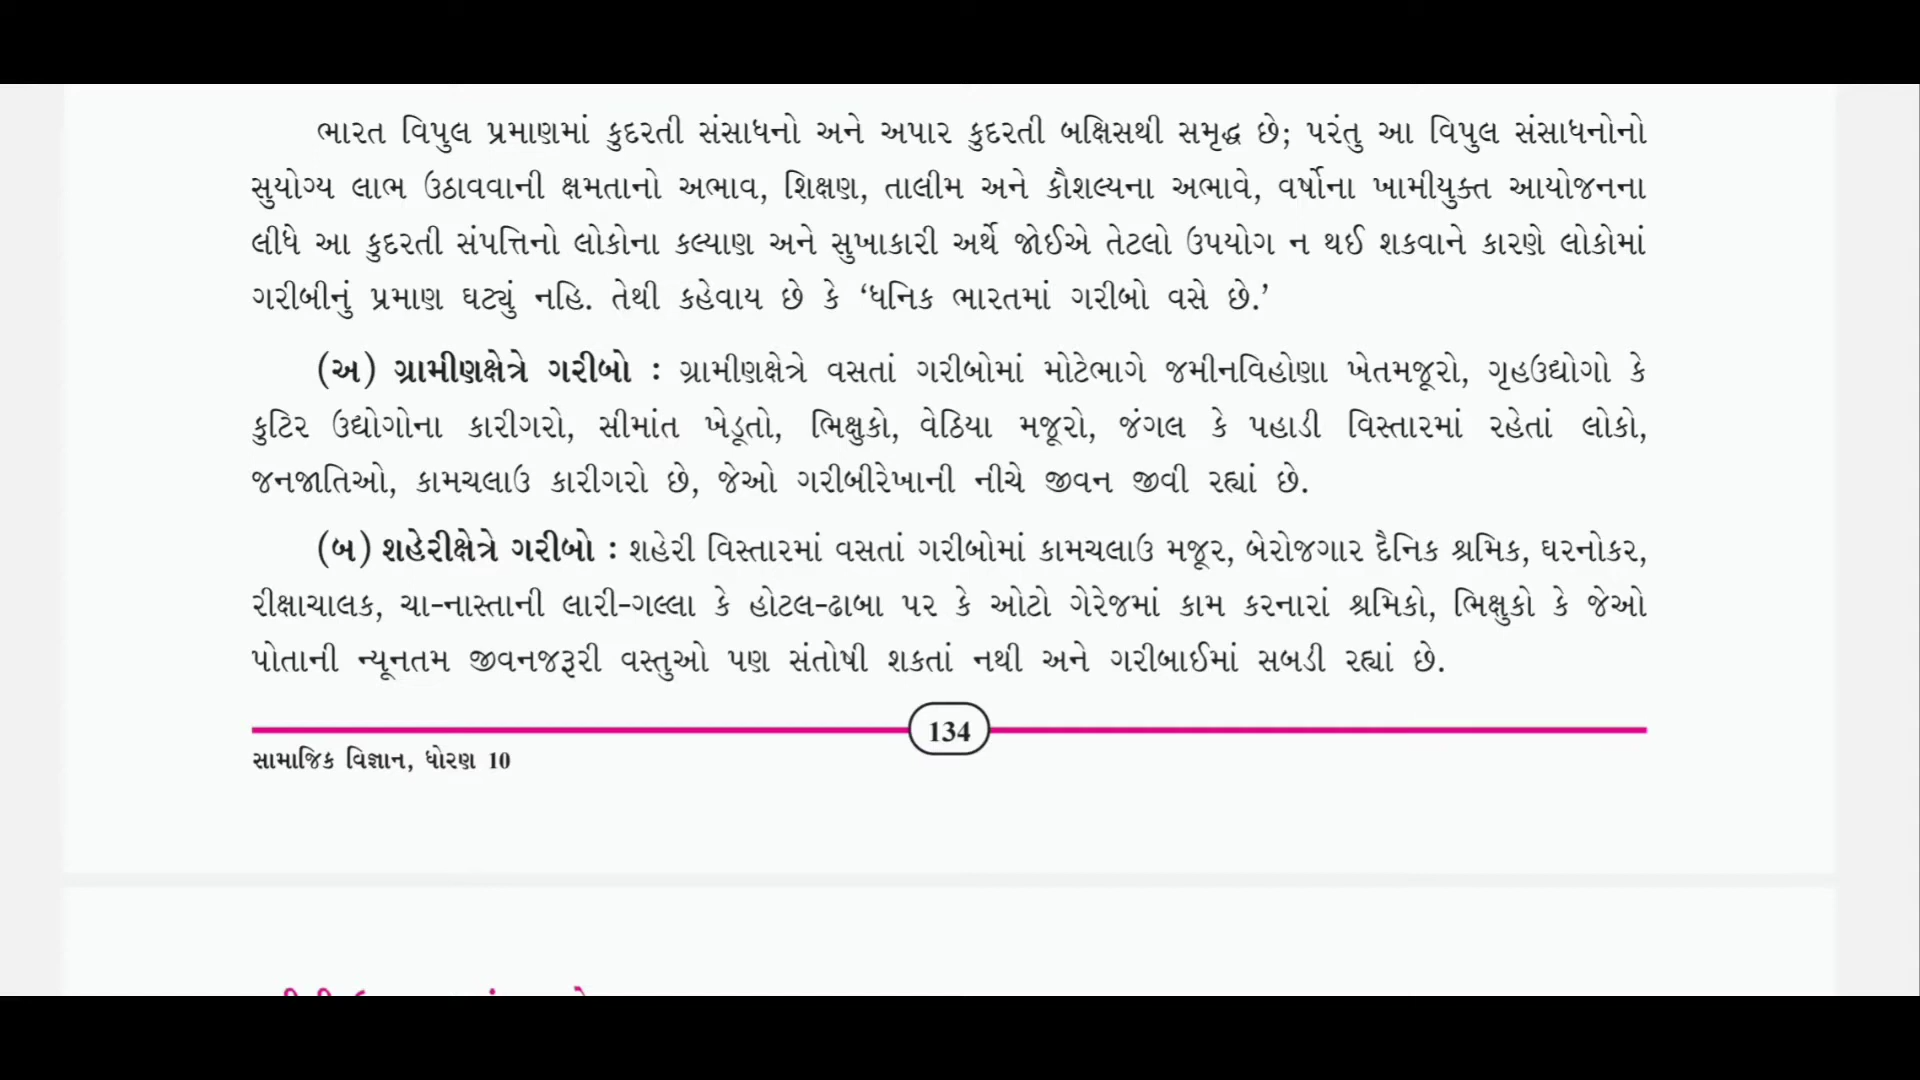 ભારત વિપુલ પ્રમાણમાં કુદરતી સંસાધનો અને અપાર કુદરતી બક્ષિસથી સમૃદ્ધ છે; પરંતુ આ વિપુલ સંસાધનોનો
સુયોગ્ય લાભ ઉઠાવવાની ક્ષમતાનો અભાવ, શિક્ષણ, તાલીમ અને કૌશલ્યના અભાવે, વર્ષોના ખામીયુક્ત આયોજનના
લીધે આ કુદરતી સંપત્તિનો લોકોના કલ્યાણ અને સુખાકારી અર્થે જોઈએ તેટલો ઉપયોગ ન થઈ શકવાને કારણે લોકોમાં
ગરીબીનું પ્રમાણ ઘટ્યું નહિ. તેથી કહેવાય છે કે ‘ધનિક ભારતમાં ગરીબો વસે છે.’
(અ) ગ્રામીણક્ષેત્રે ગરીબો : ગ્રામીણક્ષેત્રે વસતાં ગરીબોમાં મોટેભાગે જમીનવિહોણા ખેતમજૂરો, ગૃહઉદ્યોગો કે
કુટિર ઉદ્યોગોના કારીગરો, સીમાંત ખેડૂતો, ભિક્ષુકો, વેઠિયા મજૂરો, જંગલ કે પહાડી વિસ્તારમાં રહેતાં લોકો,
જનજાતિઓ, કામચલાઉ કારીગરો છે, જેઓ ગરીબીરેખાની નીચે જીવન જીવી રહ્યાં છે.
(બ) શહેરીક્ષેત્રે ગરીબો : શહેરી વિસ્તારમાં વસતાં ગરીબોમાં કામચલાઉ મજૂર, બેરોજગાર દૈનિક શ્રમિક, ઘરનોકર,
રીક્ષાચાલક, ચા-નાસ્તાની લારી-ગલ્લા કે હોટલ-ઢાબા પર કે ઓટો ગેરેજમાં કામ કરનારાં શ્રમિકો, ભિક્ષુકો કે જેઓ
પોતાની ન્યૂનતમ જીવનજરૂરી વસ્તુઓ પણ સંતોષી શકતાં નથી અને ગરીબાઈમાં સબડી રહ્યાં છે.
134
સામાજિક વિજ્ઞાન, ધોરણ 10